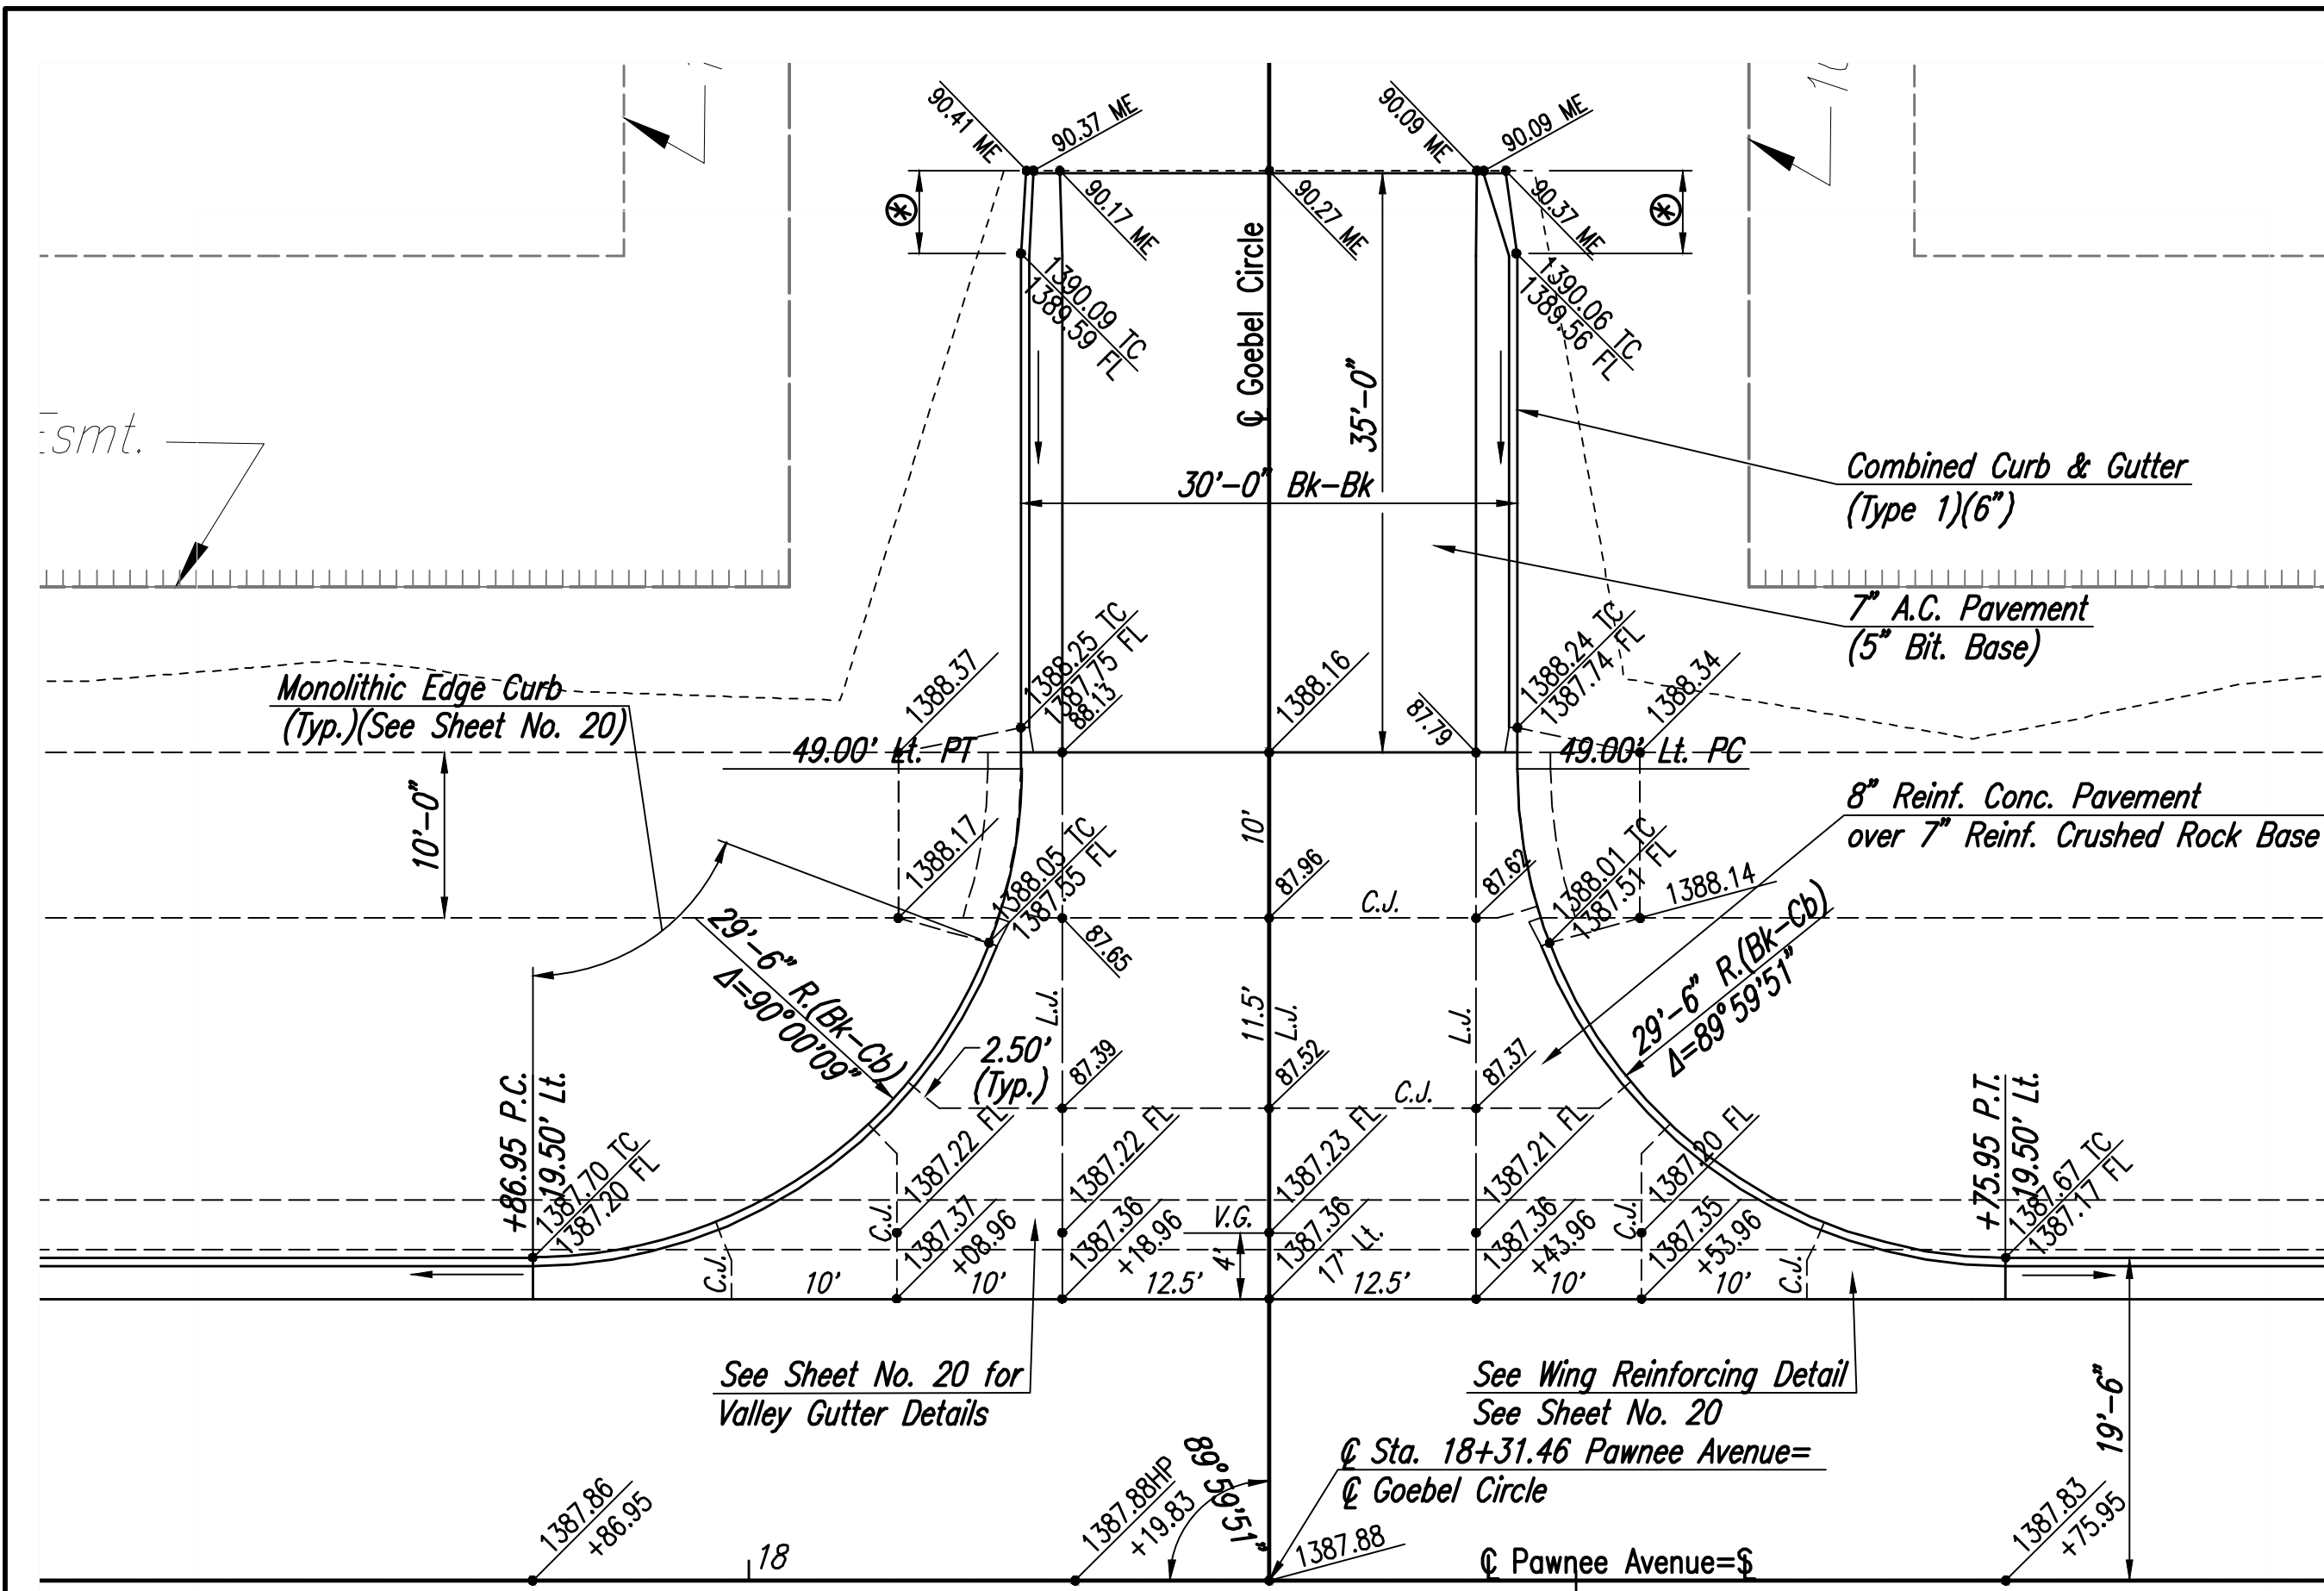 90.41 ME
90.37 ME
90.09 ME
90.09 ME
90.17 ME
90.27 ME
90.37 ME
1390.09 TC
1389.59 FL
℄ Goebel Circle
35'-0"
1390.06 TC
1389.56 FL
Esmt.
30'-0" Bk-Bk
Combined Curb & Gutter
(Type 1)(6")
7" A.C. Pavement
(5" Bit. Base)
Monolithic Edge Curb
(Typ.)(See Sheet No. 20)
1388.37
1388.25 TC
1387.75 FL
88.13
1388.16
87.79
1388.24 TC
1387.74 FL
1388.34
49.00' Lt. PT
49.00' Lt. PC
10'-0"
8" Reinf. Conc. Pavement
over 7" Reinf. Crushed Rock Base
1388.17
1388.05 TC
1387.55 FL
10'
87.96
C.J.
87.62
1388.01 TC
1387.51 FL
1388.14
87.65
29'-6" R.(Bk-Cb)
Δ=90°00'09"
29'-6" R.(Bk-Cb)
Δ=89°59'51"
L.J.
11.5'
L.J.
L.J.
2.50'
(Typ.)
87.39
87.52
87.37
C.J.
+86.95 P.C.
19.50' Lt.
1387.70 TC
1387.20 FL
1387.22 FL
1387.22 FL
1387.23 FL
1387.21 FL
1387.20 FL
+75.95 P.T.
19.50' Lt.
1387.67 TC
1387.17 FL
C.J.
1387.37
+08.96
1387.36
+18.96
V.G.
4'
1387.36
17' Lt.
1387.36
+43.96
C.J.
1387.35
+53.96
C.J.
10'
10'
12.5'
12.5'
10'
10'
C.J.
See Sheet No. 20 for
Valley Gutter Details
See Wing Reinforcing Detail
See Sheet No. 20
19'-6"
℄ Sta. 18+31.46 Pawnee Avenue=
℄ Goebel Circle
89°59'51"
1387.86
+86.95
18
1387.88HP
+19.83
1387.88
℄ Pawnee Avenue=
1387.83
+75.95